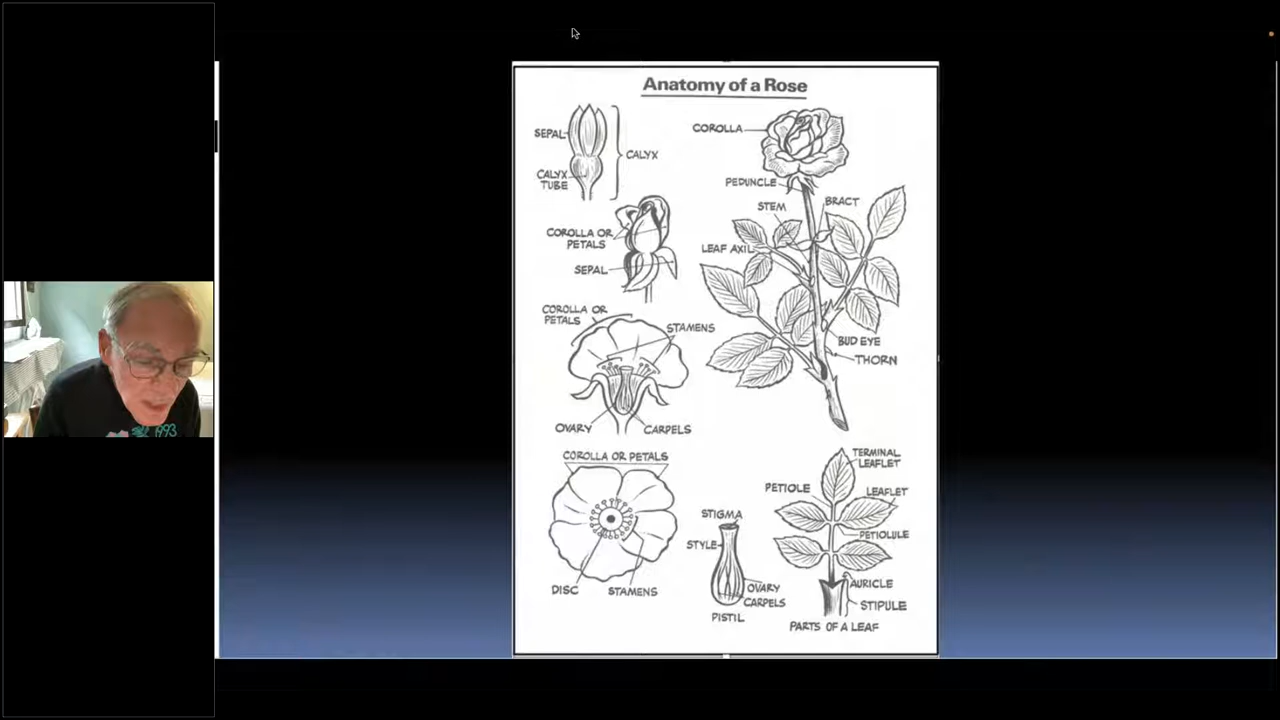 Anatomy of a Rose
SEPAL
CALYX
CALYX
TUBE
COROLLA OR
PETALS
SEPAL
COROLLA OR
PETALS
STAMENS
OVARY
CARPELS
COROLLA OR PETALS
DISC
STAMENS
COROLLA
PEDUNCLE
STEM
BRACT
LEAF AXIL
BUD EYE
THORN
STIGMA
STYLE
OVARY
CARPELS
PISTIL
TERMINAL
LEAFLET
PETIOLE
LEAFLET
PETIOLULE
AURICLE
STIPULE
PARTS OF A LEAF
1993